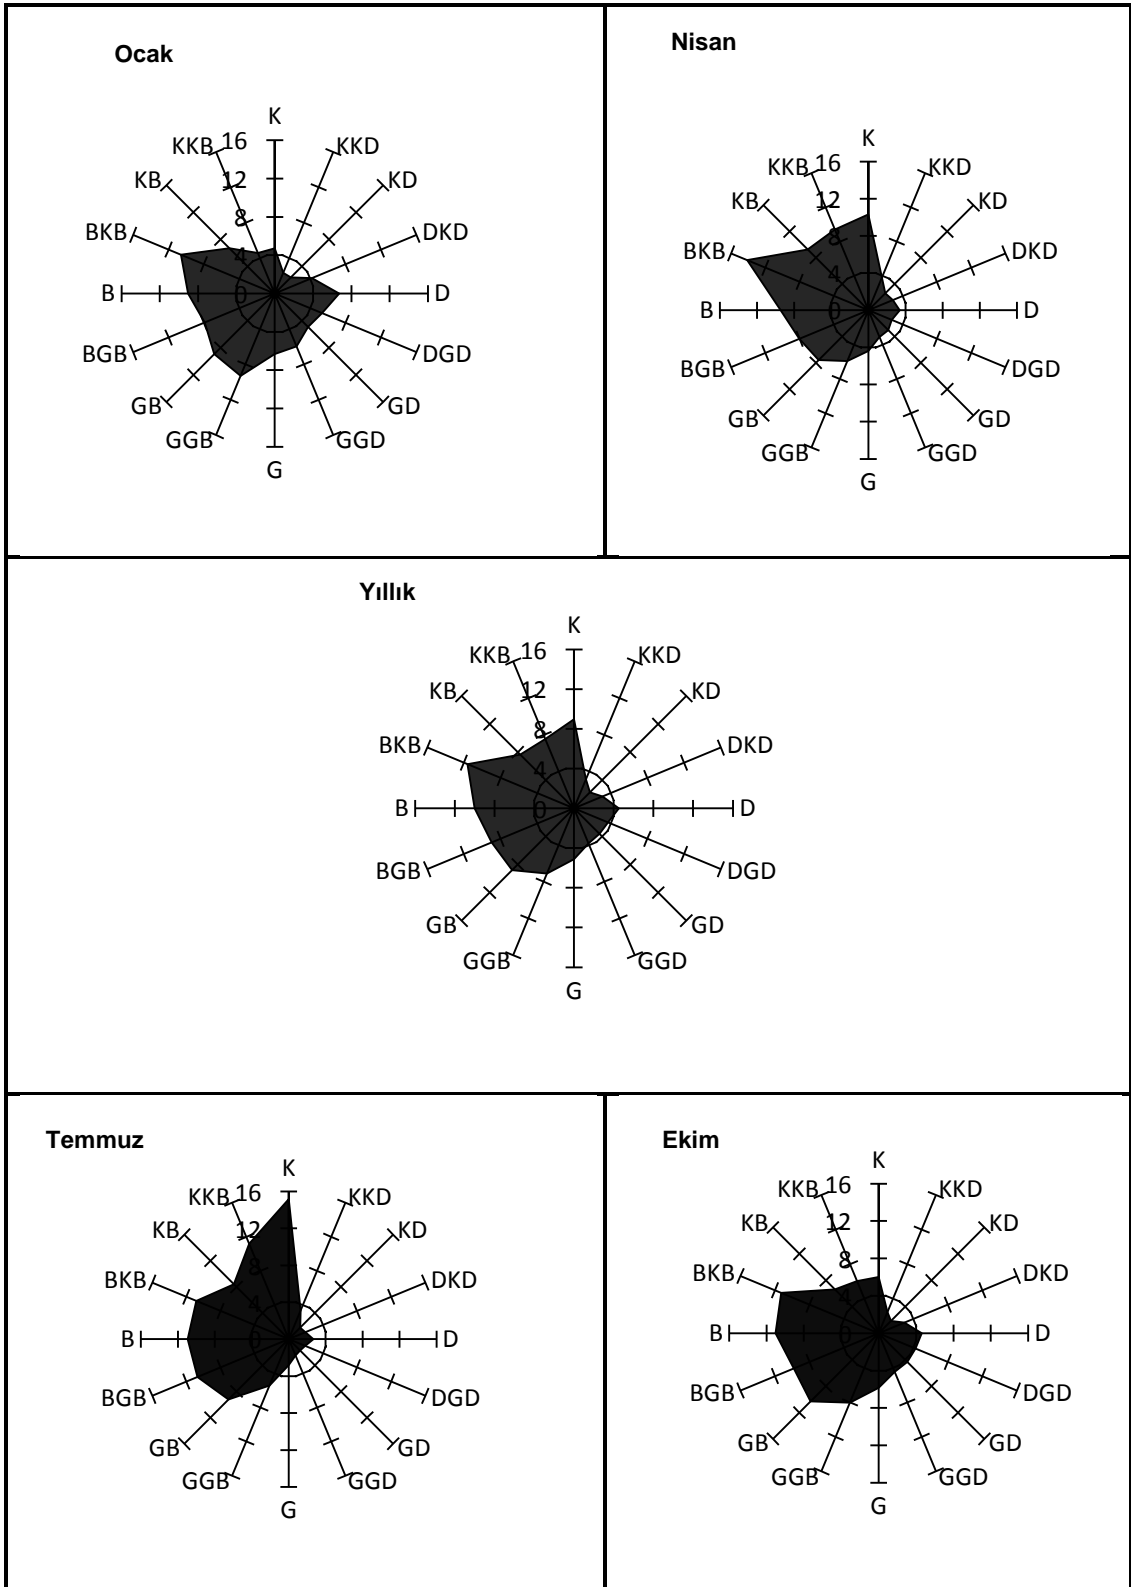 Ocak
K
KKB 16 KKD
KB 12 KD
BKB 8 DKD
4
B 0 D
BGB DGD
GB GD
GGB GGD
G
Nisan
K
KKB 16 KKD
KB 12 KD
BKB 8 DKD
4
B 0 D
BGB DGD
GB GD
GGB GGD
G
Yıllık
K
KKB 16 KKD
KB 12 KD
BKB 8 DKD
4
B 0 D
BGB DGD
GB GD
GGB GGD
G
Temmuz
K
KKB 16 KKD
KB 12 KD
BKB 8 DKD
4
B 0 D
BGB DGD
GB GD
GGB GGD
G
Ekim
K
KKB 16 KKD
KB 12 KD
BKB 8 DKD
4
B 0 D
BGB DGD
GB GD
GGB GGD
G